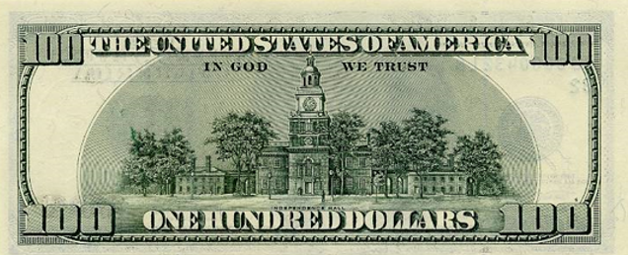 100 THE UNITED STATES OF AMERICA 100
IN GOD WE TRUST
INDEPENDENCE HALL
100 ONE HUNDRED DOLLARS 100